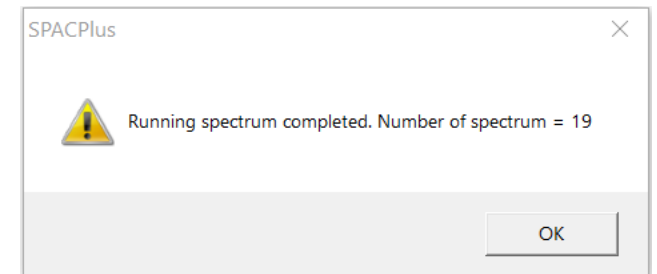 SPACPlus
Running spectrum completed. Number of spectrum = 19
OK